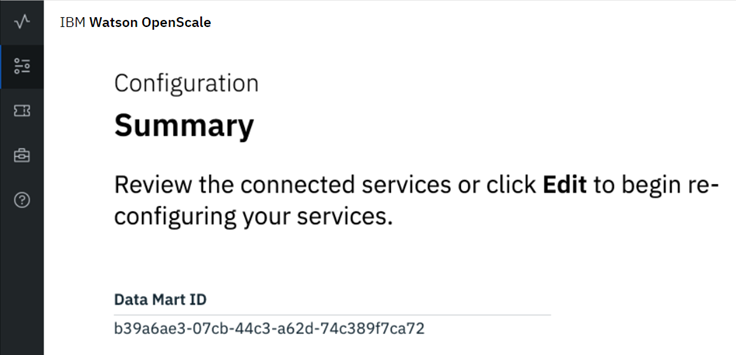 IBM Watson OpenScale
Configuration
Summary
Review the connected services or click Edit to begin re-
configuring your services.
Data Mart ID
b39a6ae3-07cb-44c3-a62d-74c389f7ca72